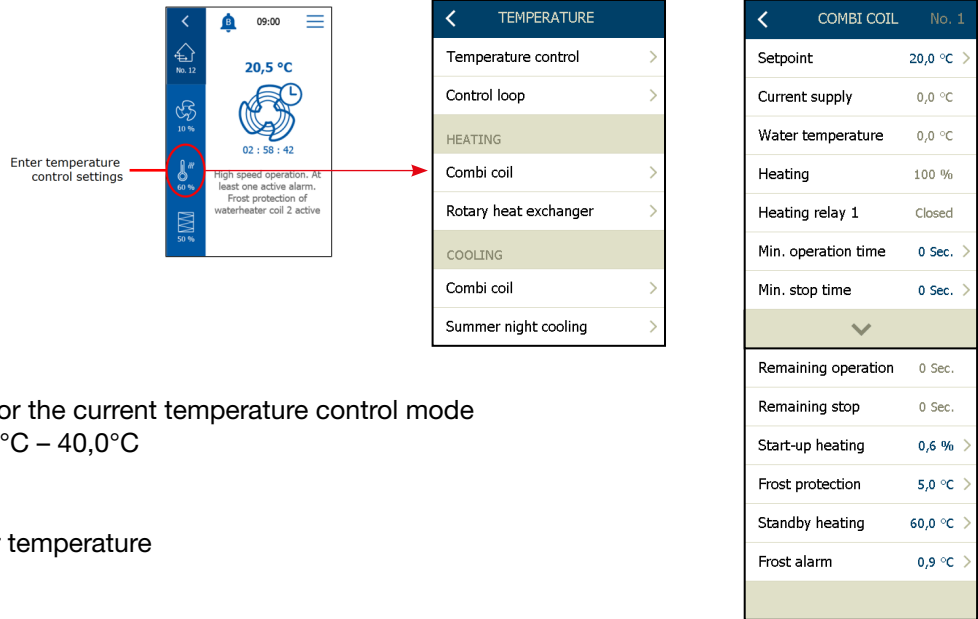 B
09:00
No. 12
20,5 °C
10 %
02 : 58 : 42
Enter temperature
control settings
60 %
High speed operation. At
least one active alarm.
Frost protection of
waterheater coil 2 active
50 %
TEMPERATURE
Temperature control
Control loop
HEATING
Combi coil
Rotary heat exchanger
COOLING
Combi coil
Summer night cooling
COMBI COIL No. 1
Setpoint 20,0 °C
Current supply 0,0 °C
Water temperature 0,0 °C
Heating 100 %
Heating relay 1 Closed
Min. operation time 0 Sec.
Min. stop time 0 Sec.
Remaining operation 0 Sec.
Remaining stop 0 Sec.
Start-up heating 0,6 %
Frost protection 5,0 °C
Standby heating 60,0 °C
Frost alarm 0,9 °C
or the current temperature control mode
°C – 40,0°C
temperature